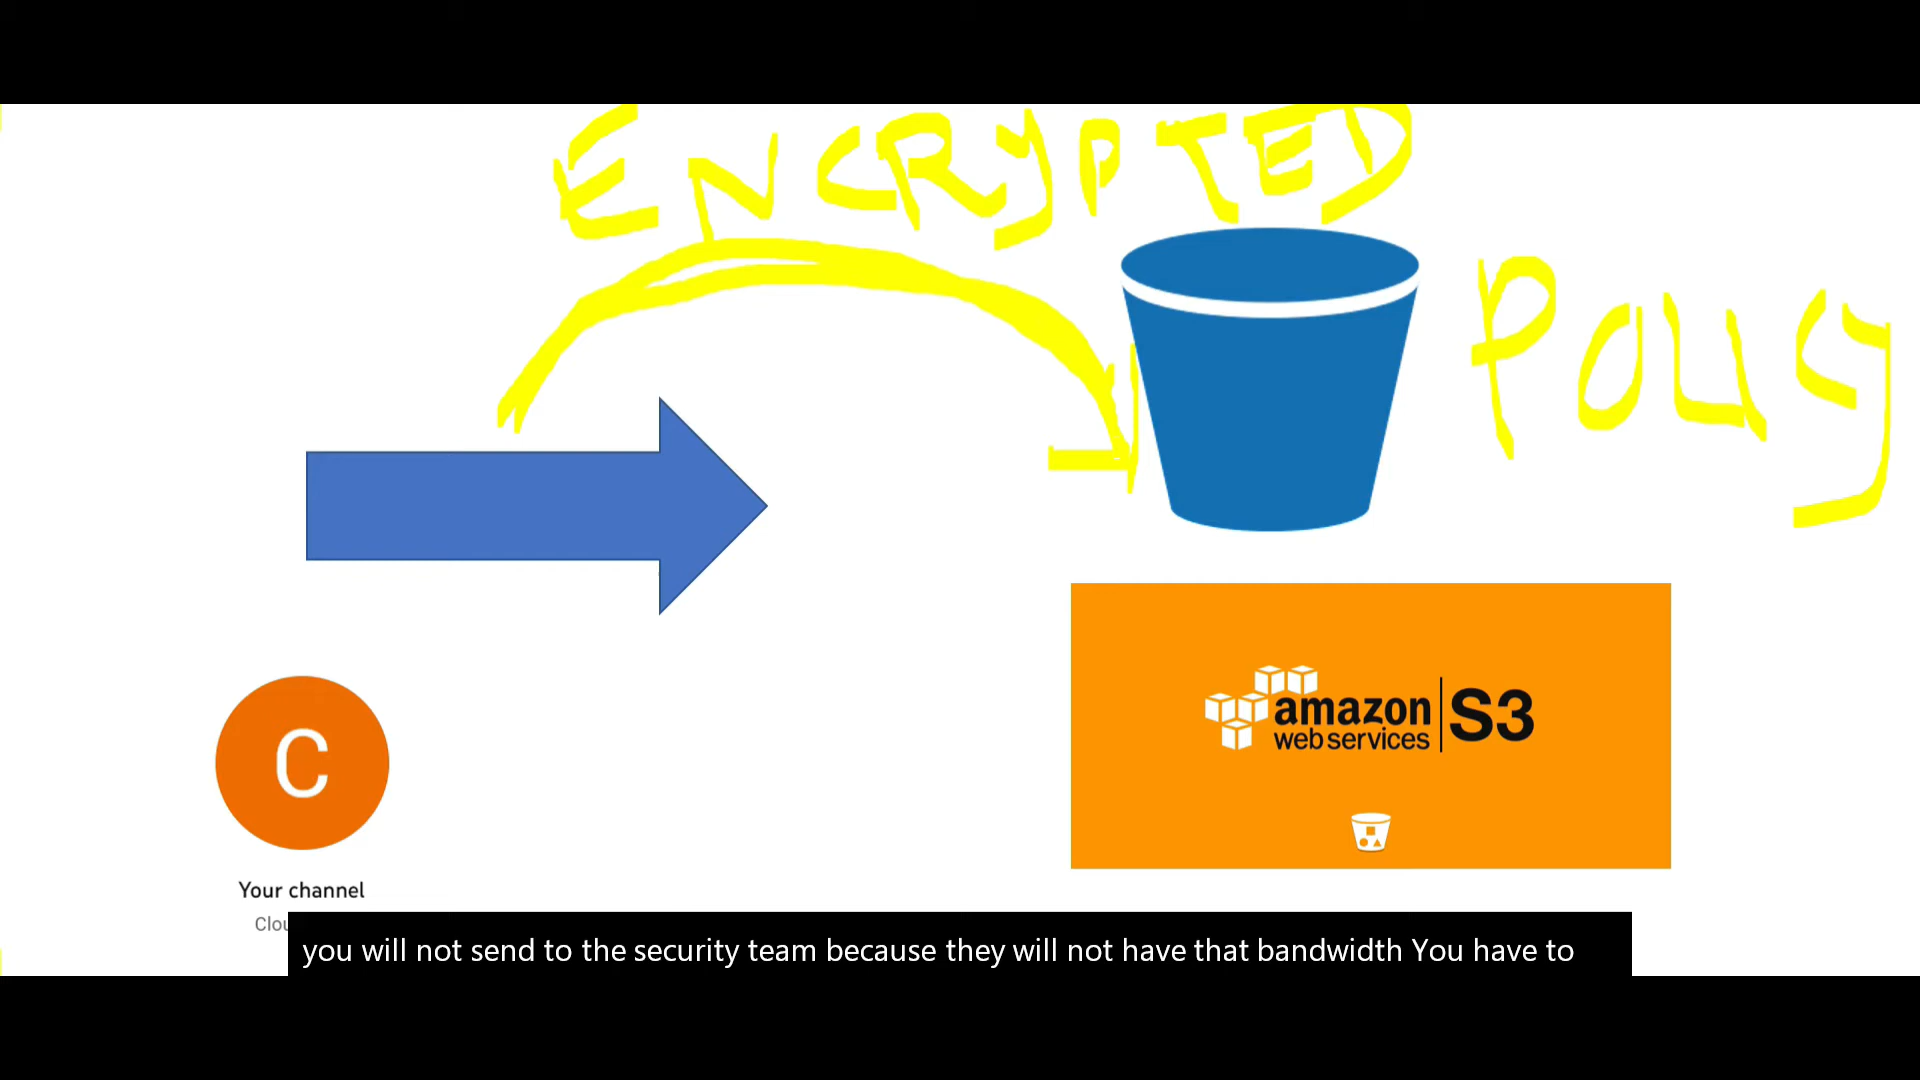 ENCRYPTED
amazon
web services
S3
C
Your channel
you will not send to the security team because they will not have that bandwidth You have to